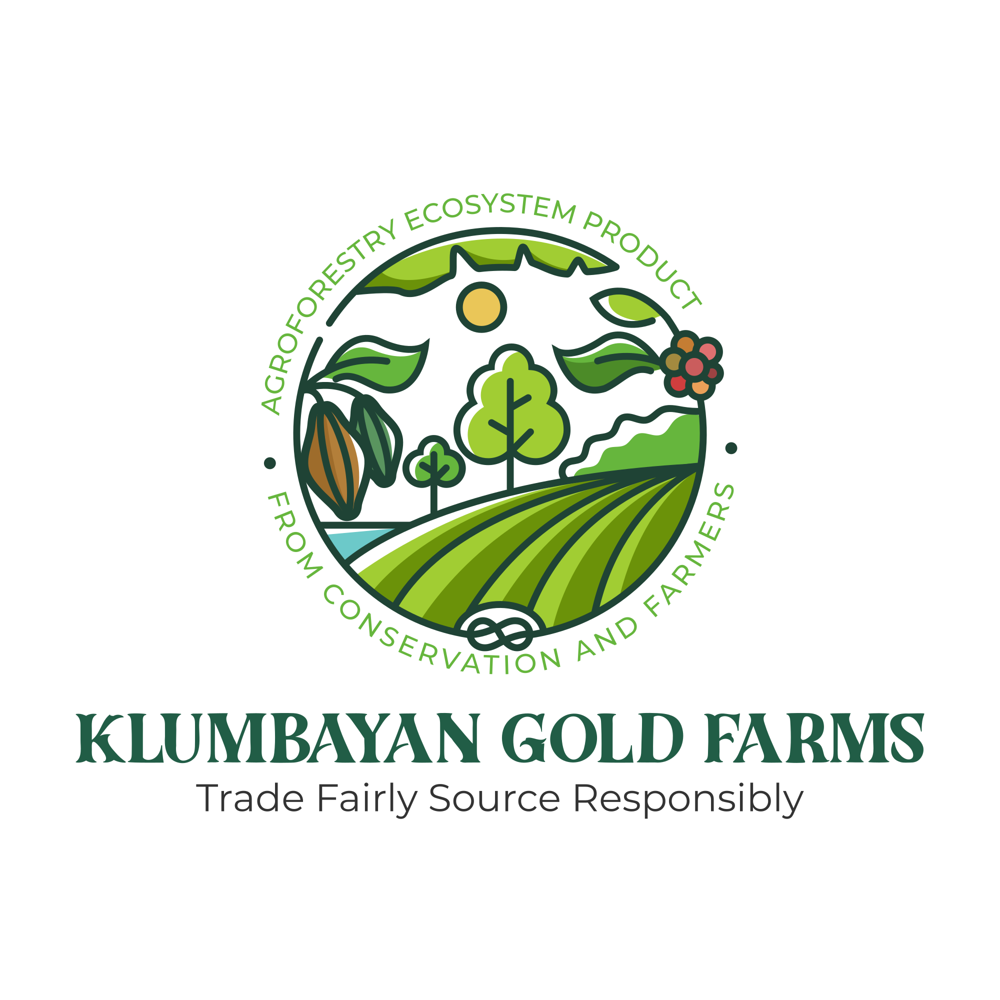 AGROFORESTRY ECOSYSTEM PRODUCT
FROM CONSERVATION AND FARMERS
KLUMBAYAN GOLD FARMS
Trade Fairly Source Responsibly